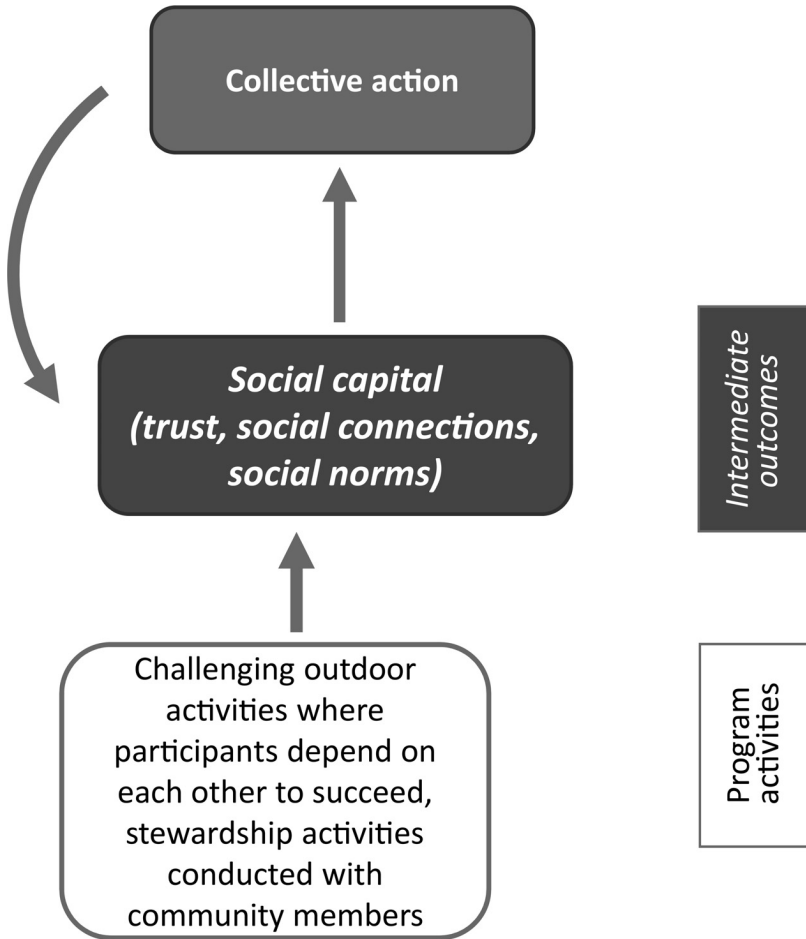 Collective action
Social capital
(trust, social connections,
social norms)
Intermediate
outcomes
Challenging outdoor
activities where
participants depend on
each other to succeed,
stewardship activities
conducted with
community members
Program
activities